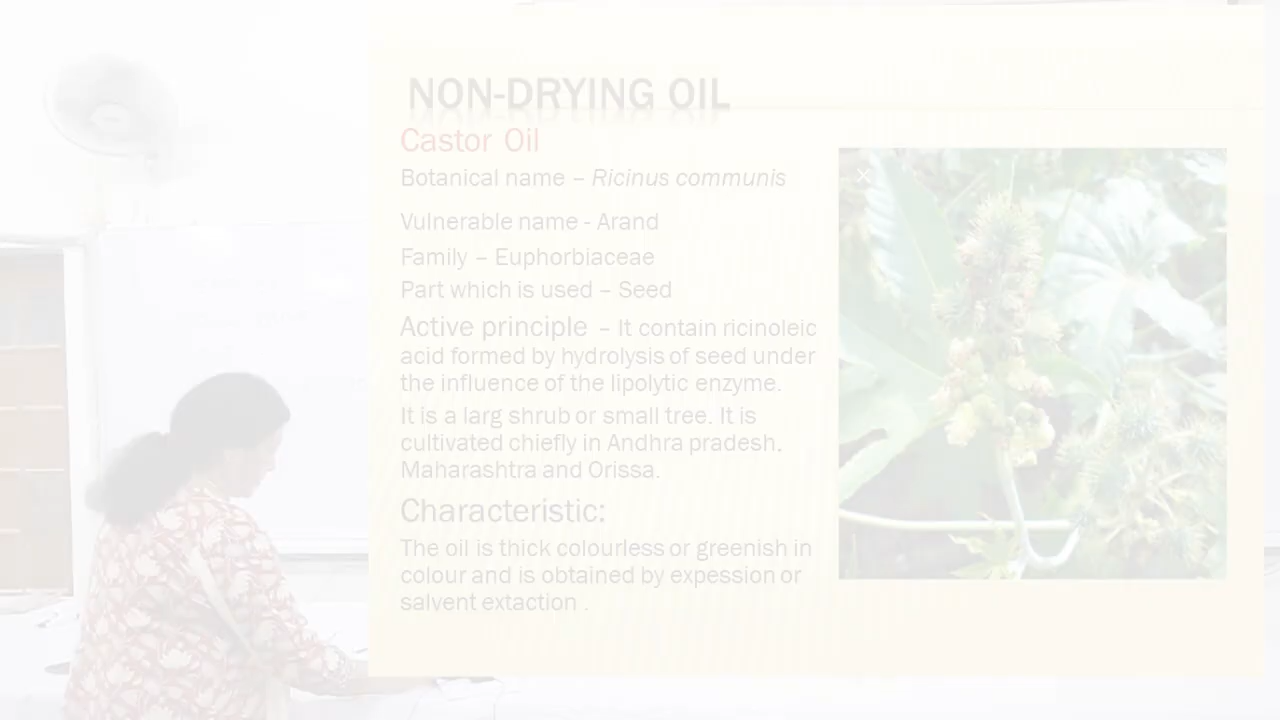 NON-DRYING OIL
Castor Oil
Botanical name – Ricinus communis
Vulnerable name - Arand
Family – Euphorbiaceae
Part which is used – Seed
Active principle – It contain ricinoleic
acid formed by hydrolysis of seed under
the influence of the lipolytic enzyme.
It is a larg shrub or small tree. It is
cultivated chiefly in Andhra pradesh,
Maharashtra and Orissa.
Characteristic:
The oil is thick colourless or greenish in
colour and is obtained by expession or
salvent extaction .